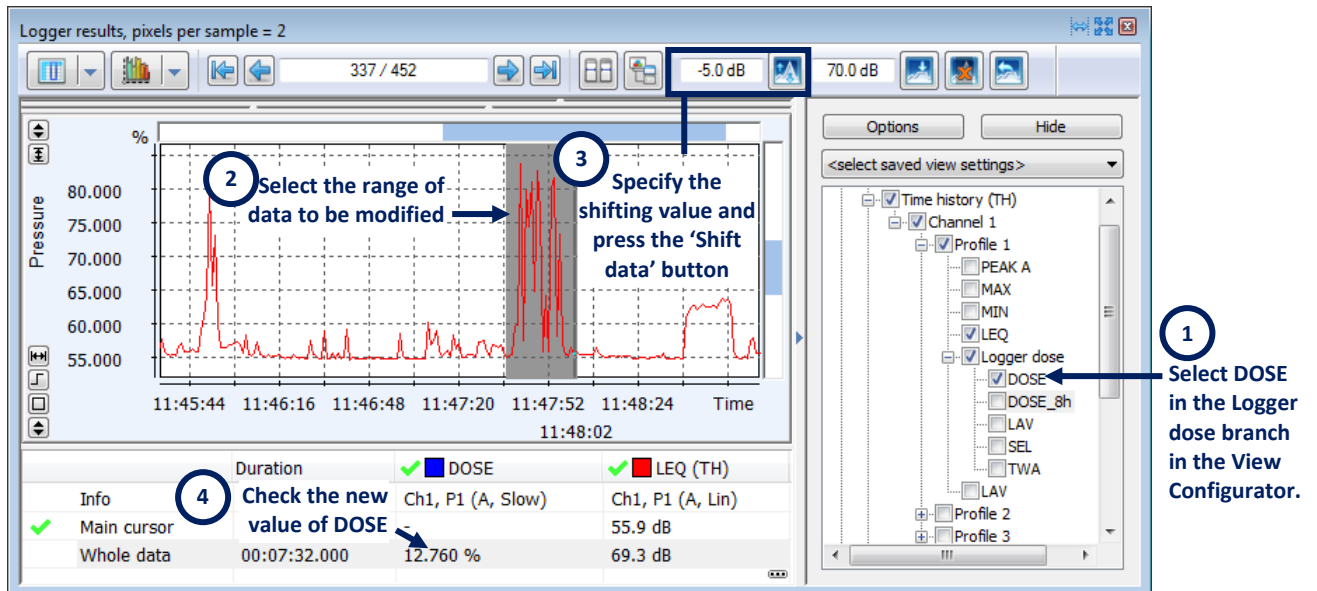 Logger results, pixels per sample = 2
337 / 452
-5.0 dB
70.0 dB
%
Pressure
80.000
75.000
70.000
65.000
60.000
55.000
11:45:44
11:46:16
11:46:48
11:47:20
11:47:52
11:48:24
Time
11:48:02
2
Select the range of
data to be modified
3
Specify the
shifting value and
press the ‘Shift
data’ button
Options
Hide
<select saved view settings>
Time history (TH)
Channel 1
Profile 1
PEAK A
MAX
MIN
LEQ
Logger dose
DOSE
DOSE_8h
LAV
SEL
TWA
LAV
Profile 2
Profile 3
1
Select DOSE
in the Logger
dose branch
in the View
Configurator.
Duration
DOSE
LEQ (TH)
Info
Ch1, P1 (A, Slow)
Ch1, P1 (A, Lin)
Main cursor
-
55.9 dB
Whole data
00:07:32.000
12.760 %
69.3 dB
4
Check the new
value of DOSE